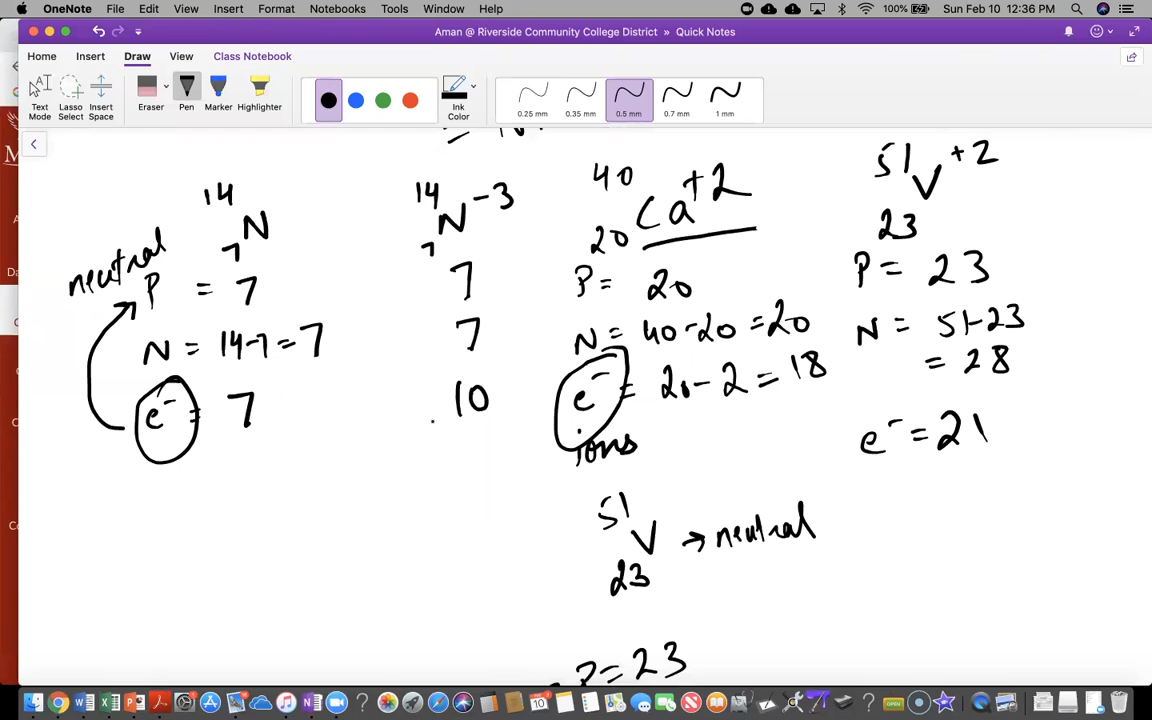 OneNote File Edit View Insert Format Notebooks Tools Window Help 100% Sun Feb 10 12:36 PM
Aman @ Riverside Community College District » Quick Notes
Home Insert Draw View Class Notebook
Text Mode
Lasso Select
Insert Space
Eraser
Pen
Marker
Highlighter
Ink Color
0.25 mm
0.35 mm
0.5 mm
0.7 mm
1 mm
14
7 N
neutral
P = 7
N = 14-7 = 7
e⁻ = 7
14
7 N -3
7
7
10
40
20 Ca+2
P = 20
N = 40-20 = 20
e⁻ = 20-2 = 18
ions
51
23 V +2
P = 23
N = 51-23
= 28
e⁻ = 21
51
23 V → neutral
P = 23